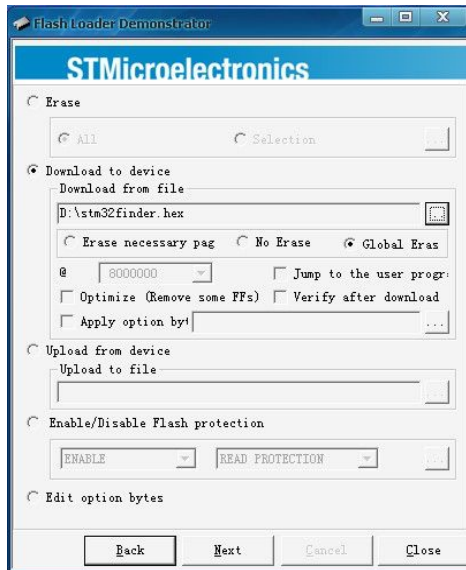 Flash Loader Demonstrator
STMicroelectronics
Erase
All Selection ...
Download to device
Download from file
D:\stm32finder.hex ...
Erase necessary pag No Erase Global Eras
@ 8000000 Jump to the user progr
Optimize (Remove some FFs) Verify after download
Apply option byt ...
Upload from device
Upload to file
...
Enable/Disable Flash protection
ENABLE READ PROTECTION ...
Edit option bytes
Back Next Cancel Close